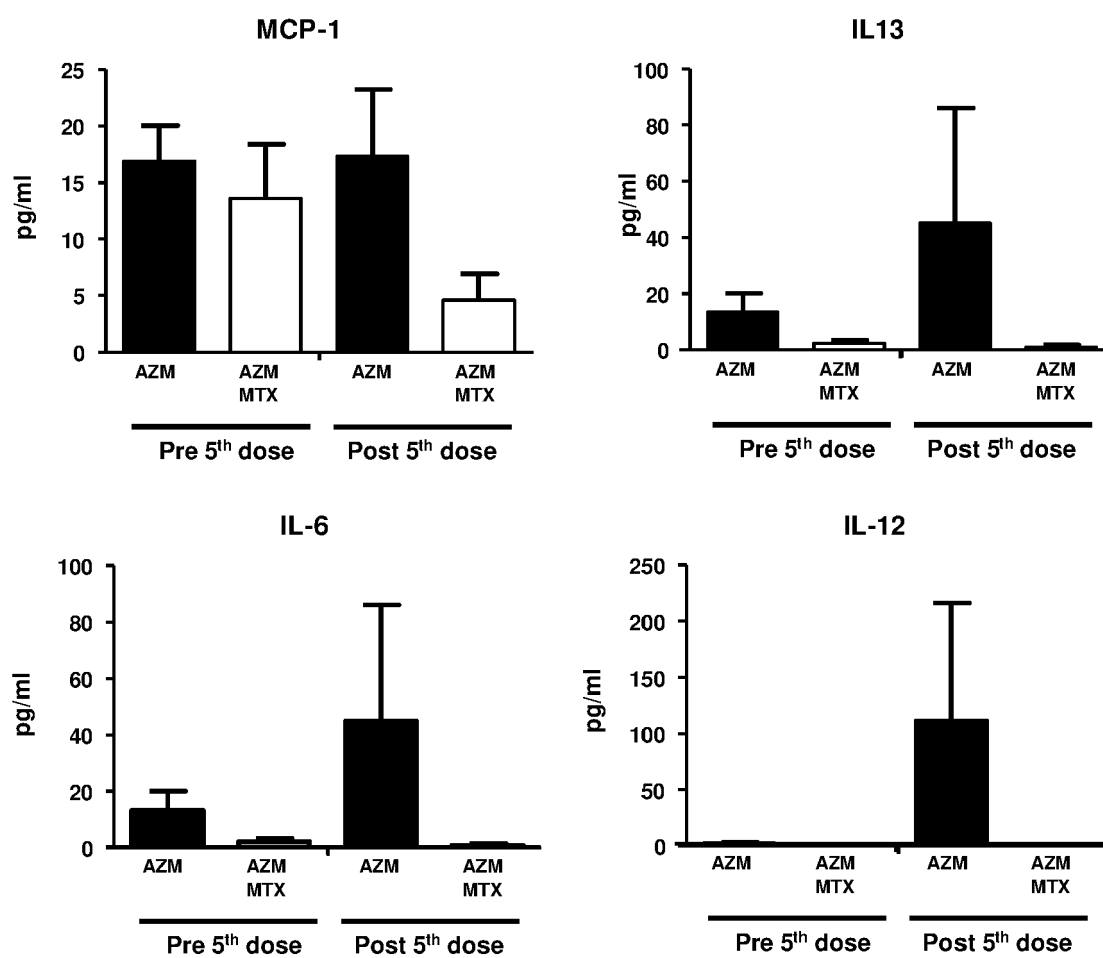 MCP-1
pg/ml
25
20
15
10
5
0
AZM
AZM
MTX
AZM
AZM
MTX
Pre 5th dose
Post 5th dose
IL13
pg/ml
100
80
60
40
20
0
AZM
AZM
MTX
AZM
AZM
MTX
Pre 5th dose
Post 5th dose
IL-6
pg/ml
100
80
60
40
20
0
AZM
AZM
MTX
AZM
AZM
MTX
Pre 5th dose
Post 5th dose
IL-12
pg/ml
250
200
150
100
50
0
AZM
AZM
MTX
AZM
AZM
MTX
Pre 5th dose
Post 5th dose